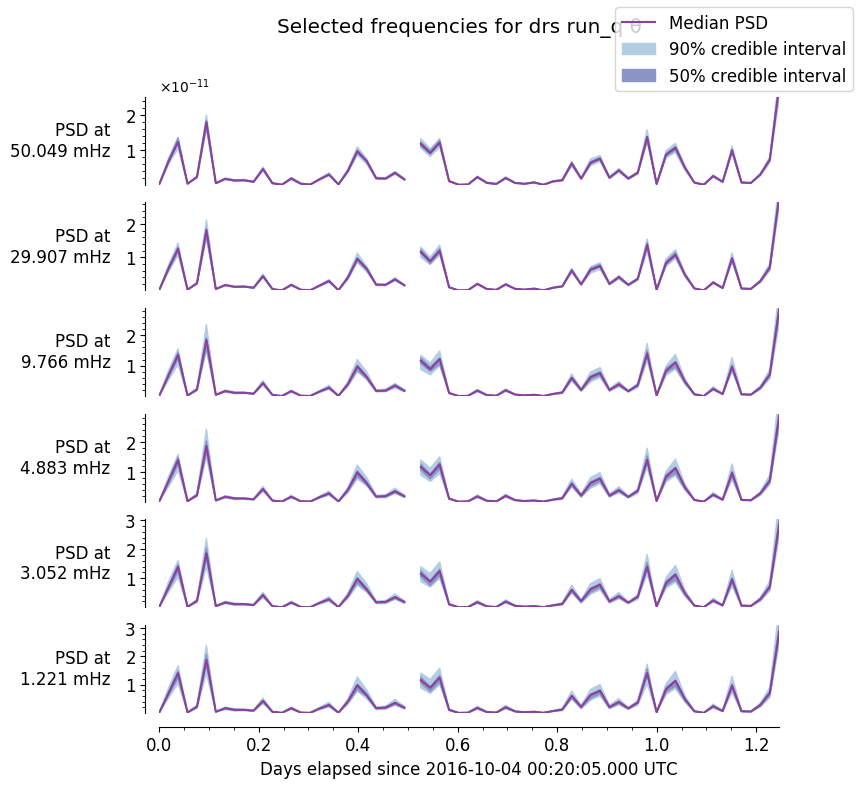 Selected frequencies for drs run_q θ
Median PSD
90% credible interval
50% credible interval
×10⁻¹¹
PSD at
50.049 mHz
2
1
PSD at
29.907 mHz
2
1
PSD at
9.766 mHz
2
1
PSD at
4.883 mHz
2
1
PSD at
3.052 mHz
3
2
1
PSD at
1.221 mHz
3
2
1
0.0 0.2 0.4 0.6 0.8 1.0 1.2
Days elapsed since 2016-10-04 00:20:05.000 UTC